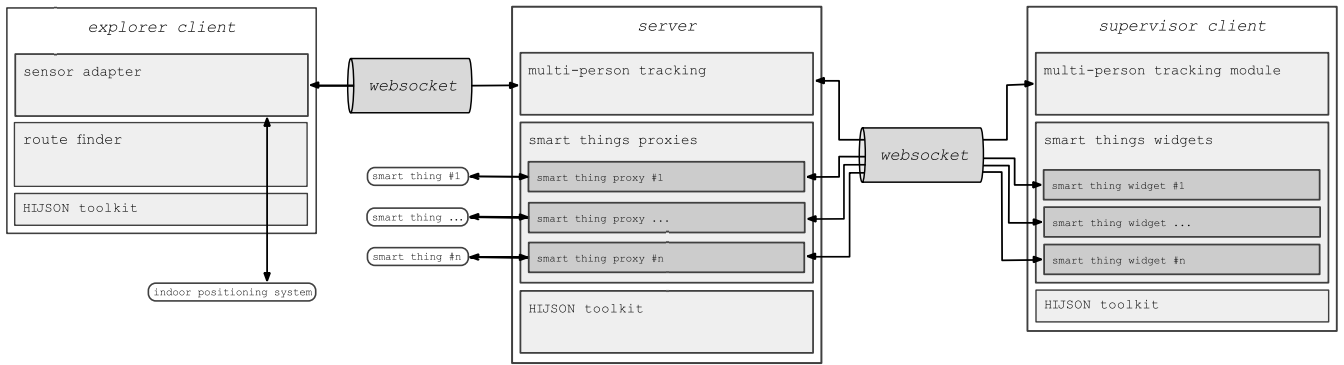 explorer client
sensor adapter
route finder
HIJSON toolkit
indoor positioning system
websocket
smart thing #1
smart thing ...
smart thing #n
server
multi-person tracking
smart things proxies
smart thing proxy #1
smart thing proxy ...
smart thing proxy #n
HIJSON toolkit
websocket
supervisor client
multi-person tracking module
smart things widgets
smart thing widget #1
smart thing widget ...
smart thing widget #n
HIJSON toolkit